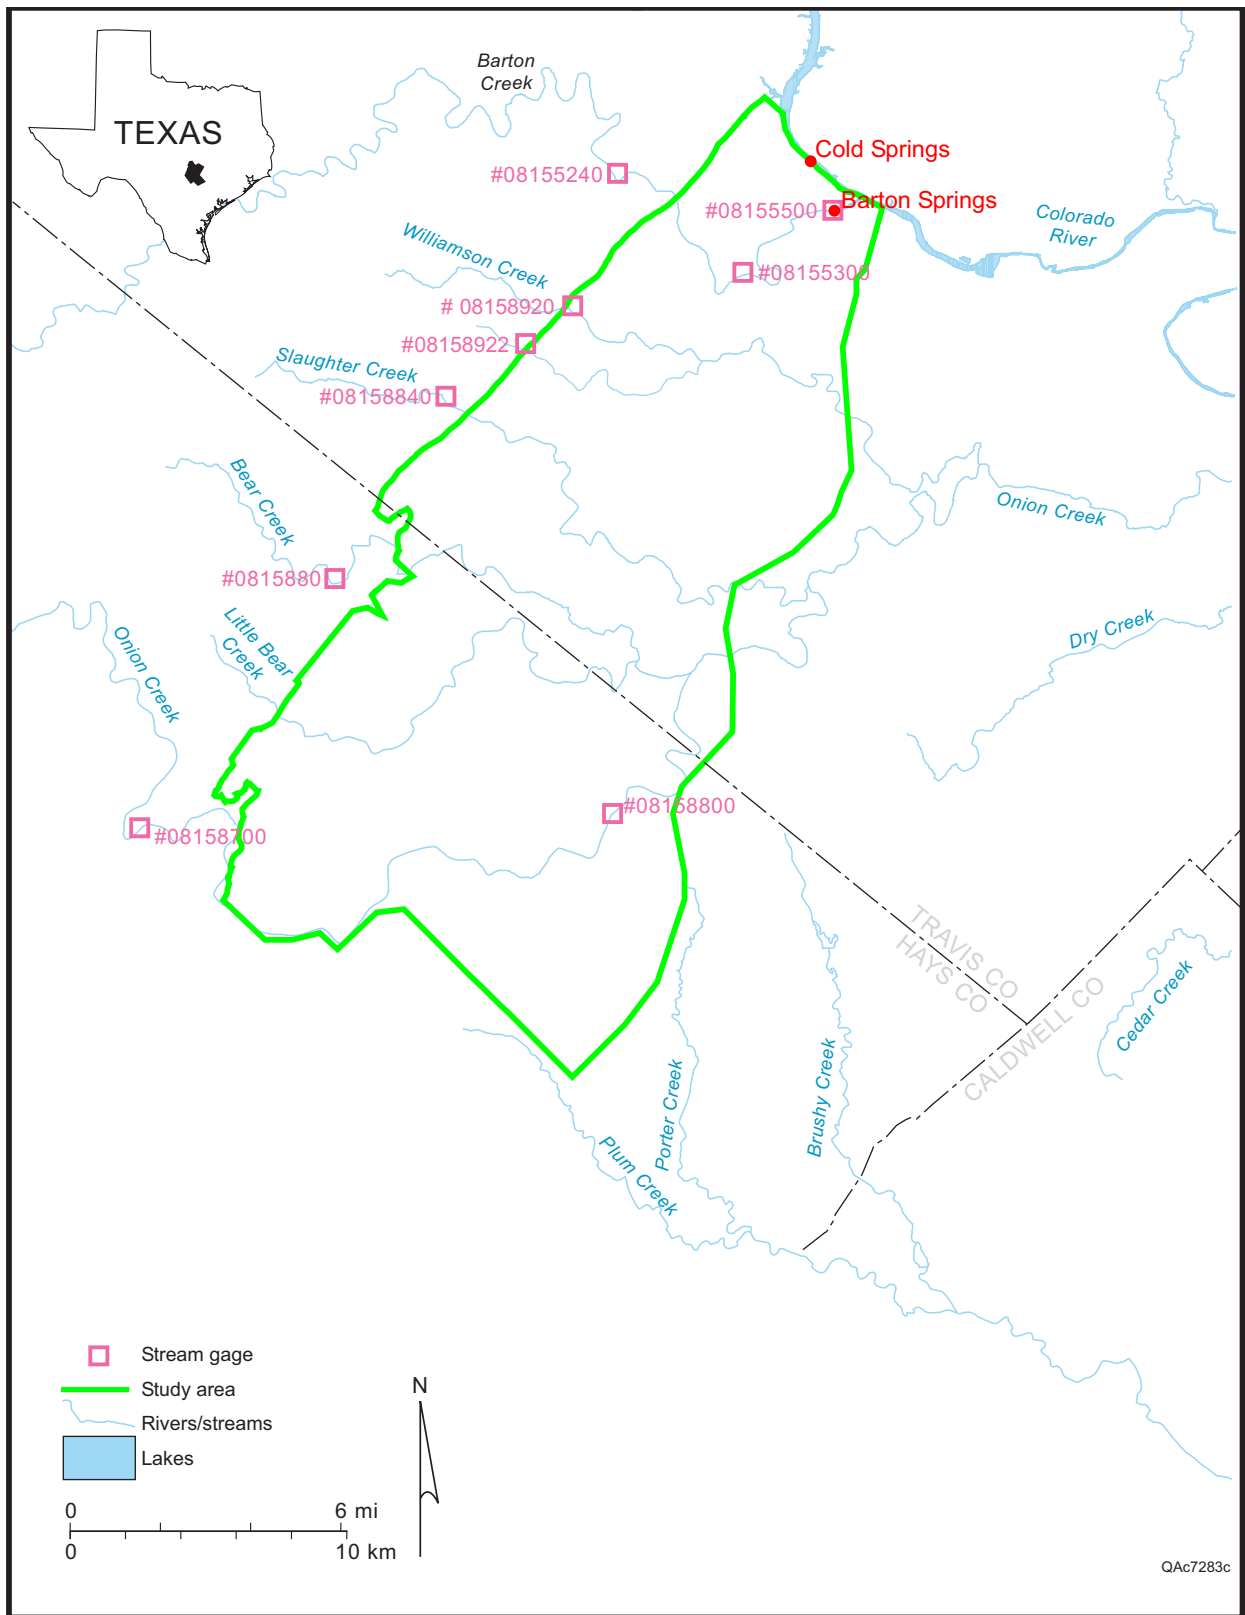 Barton
Creek
TEXAS
Cold Springs
#08155240
Barton Springs
#08155500
Colorado
River
Williamson Creek
#08155300
# 08158920
#08158922
Slaughter Creek
#08158840
Bear Creek
Onion Creek
#0815880
Little Bear
Creek
Dry Creek
Onion Creek
#08158800
#08158700
TRAVIS CO
HAYS CO
CALDWELL CO
Cedar Creek
Brushy Creek
Porter Creek
Plum Creek
Stream gage
Study area
Rivers/streams
Lakes
N
0
6 mi
0
10 km
QAc7283c